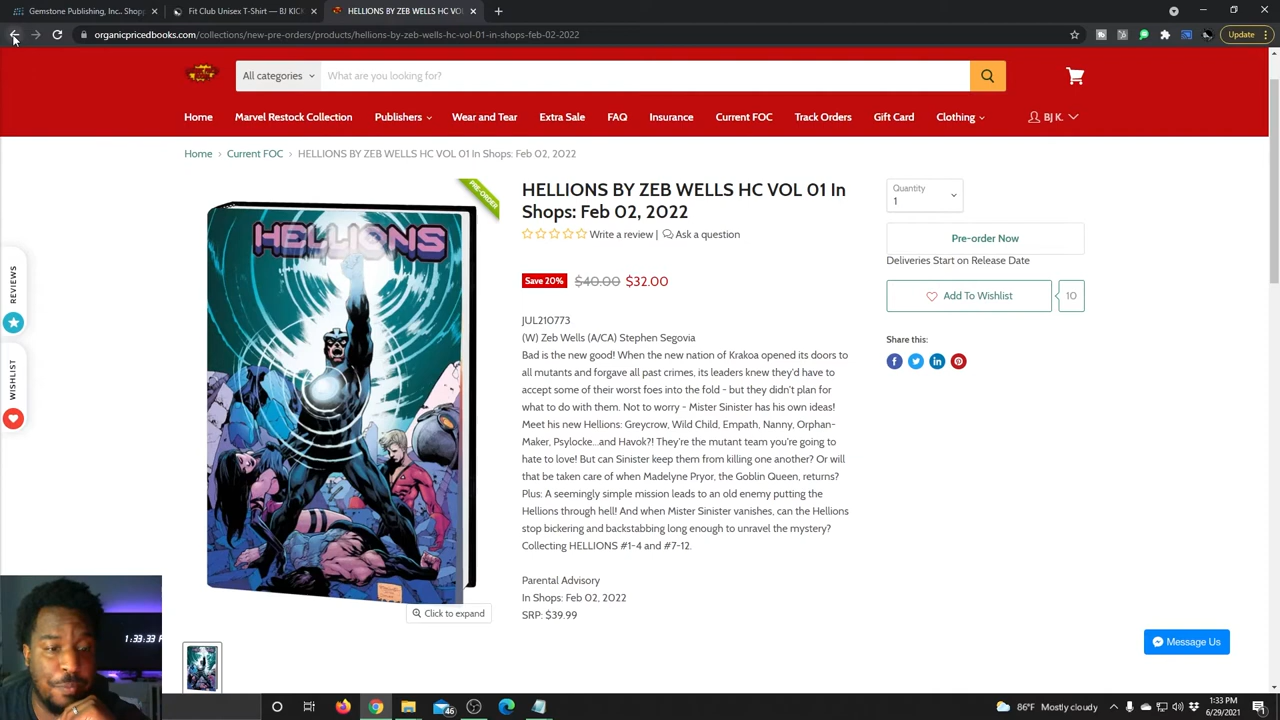 Gemstone Spider - In Shop
Fit Club T-Shirt - BJ KICK
HELLIONS BY ZEB WELLS HC VOL
organicpricedbooks.com/collections/new-pre-orders/products/hellions-by-zeb-wells-hc-vol-01-in-shops-feb-02-2022
Update
All categories
What are you looking for?
Home
Marvel Restock Collection
Publishers
Wear and Tear
Extra Sale
FAQ
Insurance
Current FOC
Track Orders
Gift Card
Clothing
BJ K.
Home > Current FOC > HELLIONS BY ZEB WELLS HC VOL 01 In Shops: Feb 02, 2022
PRE-ORDER
HELLIONS
HELLIONS BY ZEB WELLS HC VOL 01 In
Shops: Feb 02, 2022
Write a review | Ask a question
Save 20% $40.00 $32.00
JUL210773
(W) Zeb Wells (A/CA) Stephen Segovia
Bad is the new good! When the new nation of Krakoa opened its doors to
all mutants and forgave all past crimes, its leaders knew they'd have to
accept some of their worst foes into the fold - but they didn't plan for
what to do with them. Not to worry - Mister Sinister has his own ideas!
Meet his new Hellions: Greycrow, Wild Child, Empath, Nanny, Orphan-
Maker, Psylocke...and Havok?! They're the mutant team you're going to
hate to love! But can Sinister keep them from killing one another? Or will
that be taken care of when Madelyne Pryor, the Goblin Queen, returns?
Plus: A seemingly simple mission leads to an old enemy putting the
Hellions through hell! And when Mister Sinister vanishes, can the Hellions
stop bickering and backstabbing long enough to unravel the mystery?
Collecting HELLIONS #1-4 and #7-12.
Parental Advisory
In Shops: Feb 02, 2022
SRP: $39.99
Quantity
1
Pre-order Now
Deliveries Start on Release Date
Add To Wishlist
10
Share this:
REVIEWS
WISHLIST
Click to expand
Message Us
1:33:33
46
86°F Mostly cloudy
1:33 PM
6/29/2021